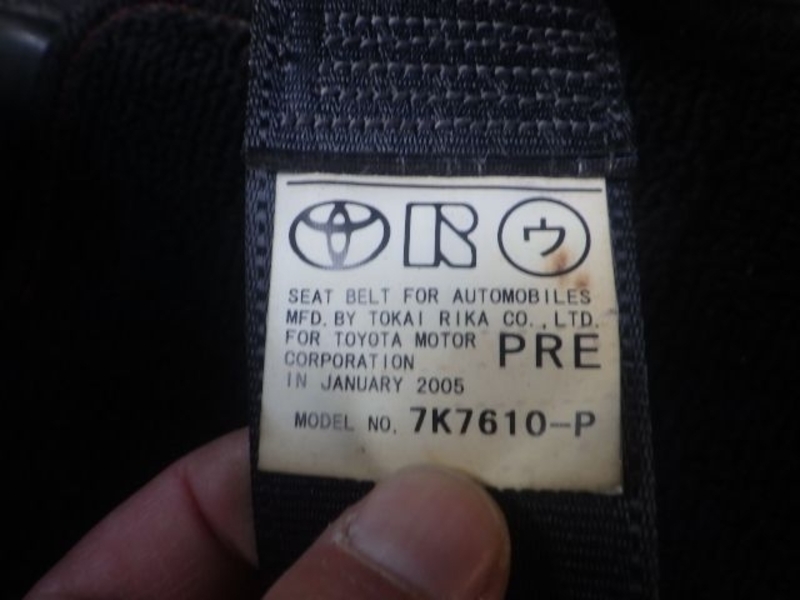 R ウ
SEAT BELT FOR AUTOMOBILES
MFD. BY TOKAI RIKA CO.,LTD.
FOR TOYOTA MOTOR PRE
CORPORATION
IN JANUARY 2005
MODEL NO. 7K7610-P